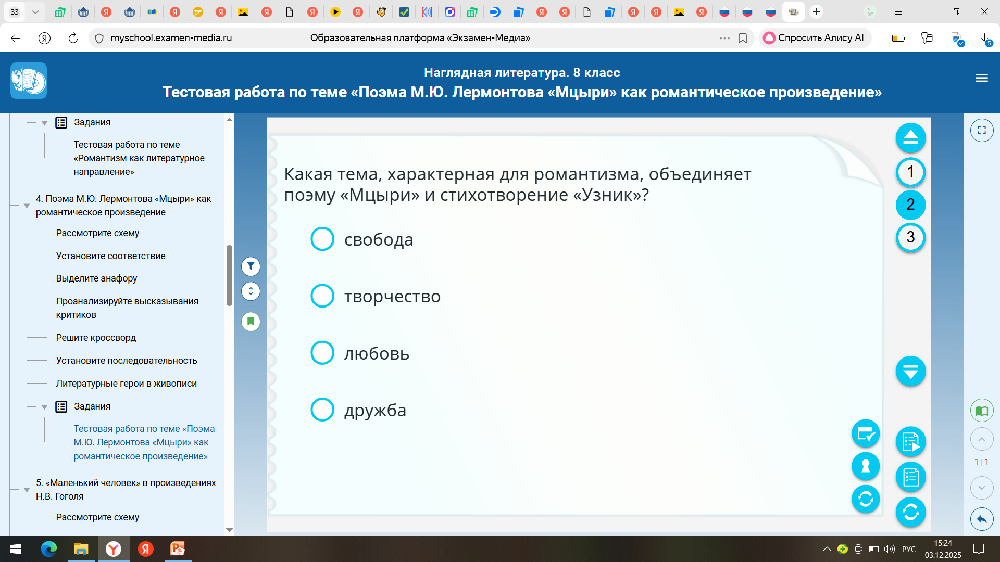 33
myschool.examen-media.ru
Образовательная платформа «Экзамен-Медиа»
Спросить Алису AI
5
Наглядная литература. 8 класс
Тестовая работа по теме «Поэма М.Ю. Лермонтова «Мцыри» как романтическое произведение»
Задания
Тестовая работа по теме
«Романтизм как литературное
направление»
4. Поэма М.Ю. Лермонтова «Мцыри» как
романтическое произведение
Рассмотрите схему
Установите соответствие
Выделите анафору
Проанализируйте высказывания
критиков
Решите кроссворд
Установите последовательность
Литературные герои в живописи
Задания
Тестовая работа по теме «Поэма
М.Ю. Лермонтова «Мцыри» как
романтическое произведение»
5. «Маленький человек» в произведениях
Н.В. Гоголя
Рассмотрите схему
Какая тема, характерная для романтизма, объединяет
поэму «Мцыри» и стихотворение «Узник»?
свобода
творчество
любовь
дружба
1
2
3
1 | 1
РУС
15:24
03.12.2025